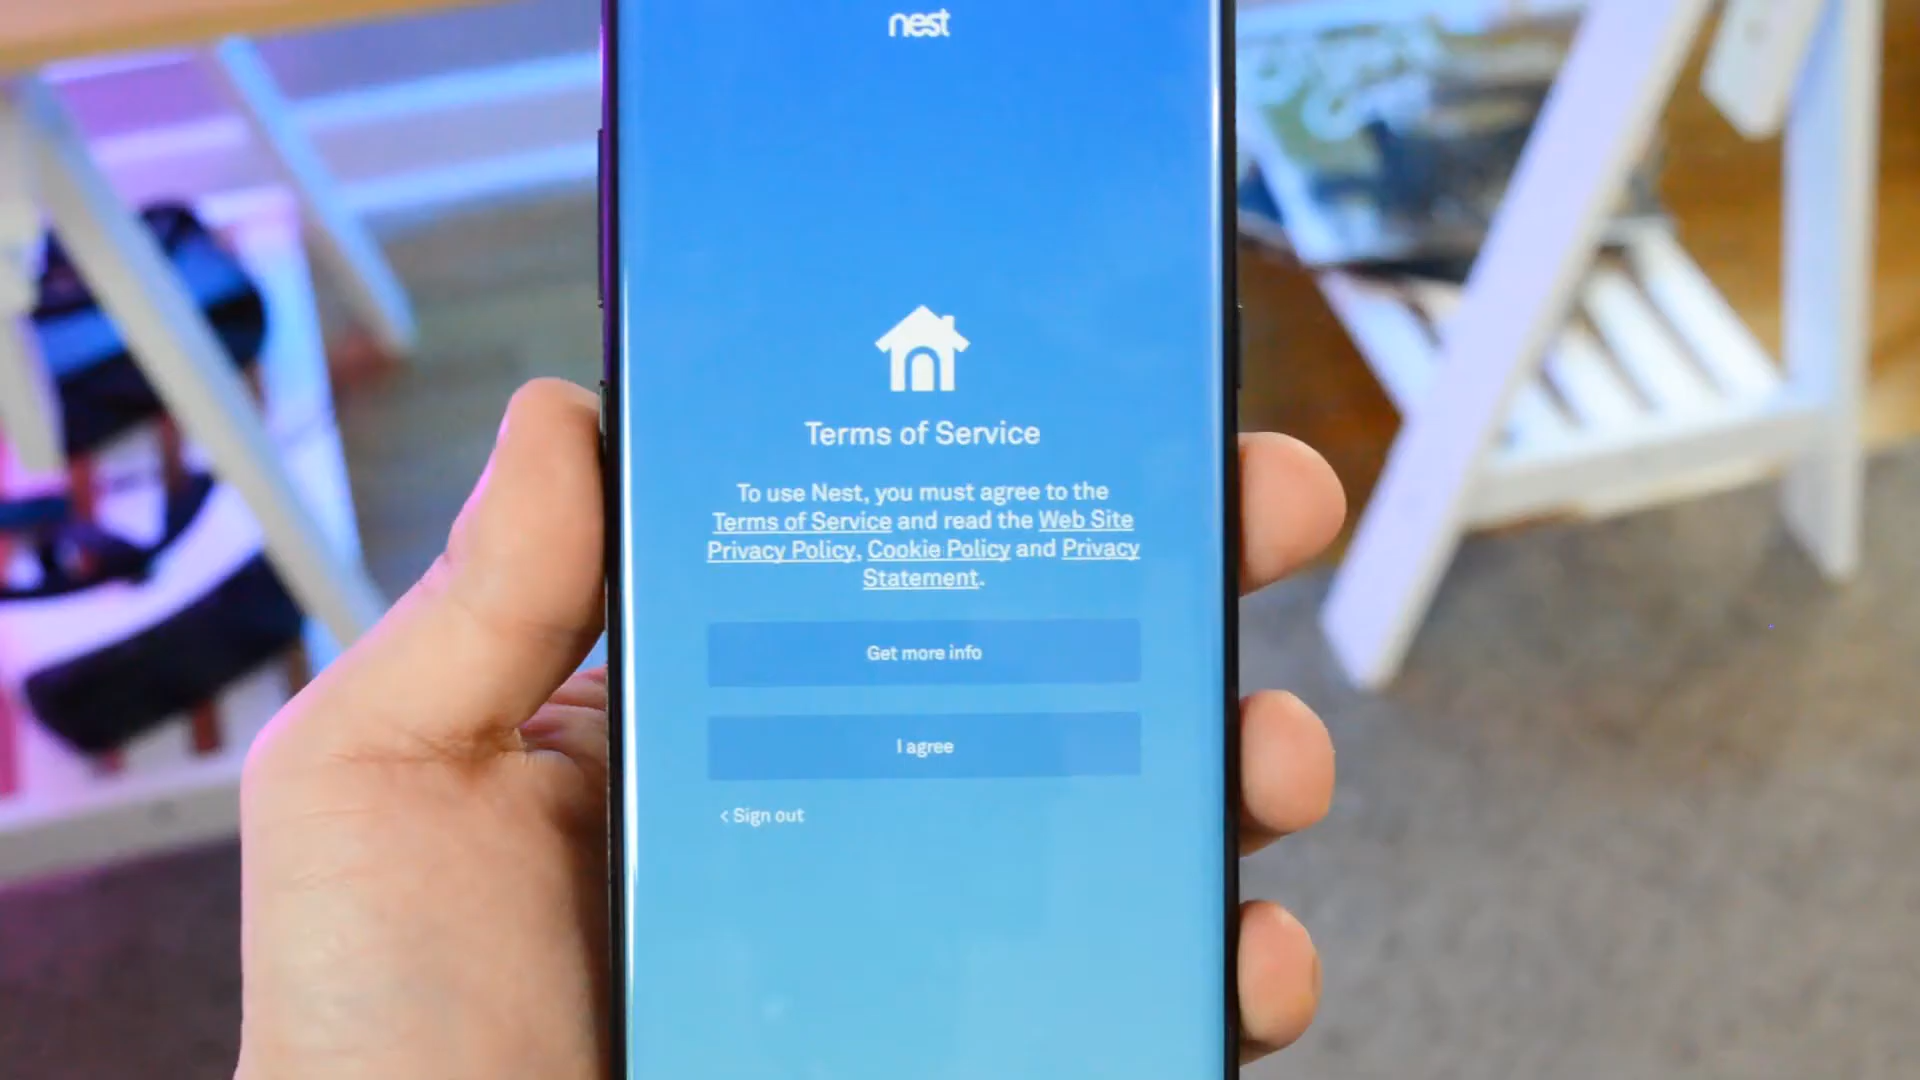 nest
Terms of Service
To use Nest, you must agree to the
Terms of Service and read the Web Site
Privacy Policy, Cookie Policy and Privacy
Statement.
Get more info
I agree
< Sign out